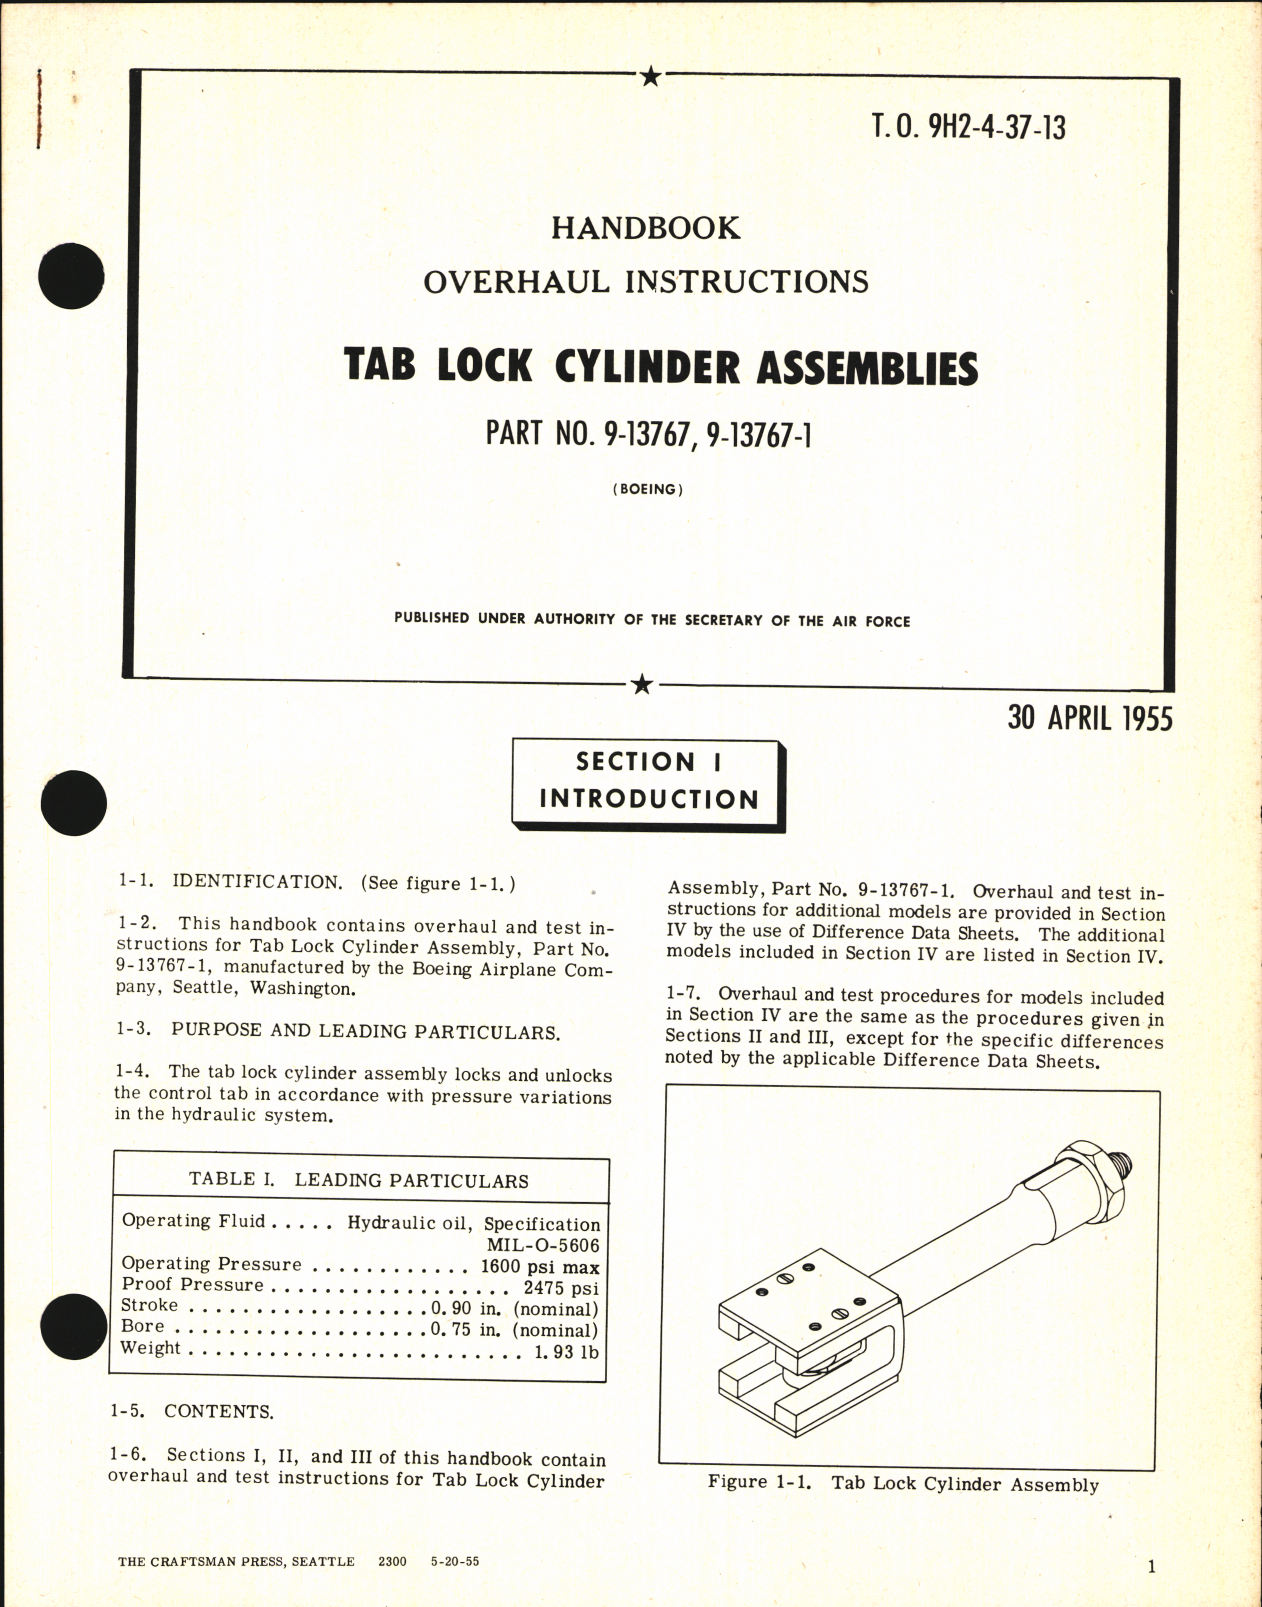 T. O. 9H2-4-37-13
HANDBOOK
OVERHAUL INSTRUCTIONS
TAB LOCK CYLINDER ASSEMBLIES
PART NO. 9-13767, 9-13767-1
(BOEING)
PUBLISHED UNDER AUTHORITY OF THE SECRETARY OF THE AIR FORCE
30 APRIL 1955
SECTION I
INTRODUCTION
1-1. IDENTIFICATION. (See figure 1-1.)
1-2. This handbook contains overhaul and test in-
structions for Tab Lock Cylinder Assembly, Part No.
9-13767-1, manufactured by the Boeing Airplane Com-
pany, Seattle, Washington.
1-3. PURPOSE AND LEADING PARTICULARS.
1-4. The tab lock cylinder assembly locks and unlocks
the control tab in accordance with pressure variations
in the hydraulic system.
TABLE I. LEADING PARTICULARS
Operating Fluid . . . . . Hydraulic oil, Specification
MIL-O-5606
Operating Pressure . . . . . . . . . . . . 1600 psi max
Proof Pressure . . . . . . . . . . . . . . . . . . 2475 psi
Stroke . . . . . . . . . . . . . . . . . . 0.90 in. (nominal)
Bore . . . . . . . . . . . . . . . . . . . 0.75 in. (nominal)
Weight . . . . . . . . . . . . . . . . . . . . . . . . . 1.93 lb
1-5. CONTENTS.
1-6. Sections I, II, and III of this handbook contain
overhaul and test instructions for Tab Lock Cylinder
Assembly, Part No. 9-13767-1. Overhaul and test in-
structions for additional models are provided in Section
IV by the use of Difference Data Sheets. The additional
models included in Section IV are listed in Section IV.
1-7. Overhaul and test procedures for models included
in Section IV are the same as the procedures given in
Sections II and III, except for the specific differences
noted by the applicable Difference Data Sheets.
Figure 1-1. Tab Lock Cylinder Assembly
THE CRAFTSMAN PRESS, SEATTLE 2300 5-20-55
1